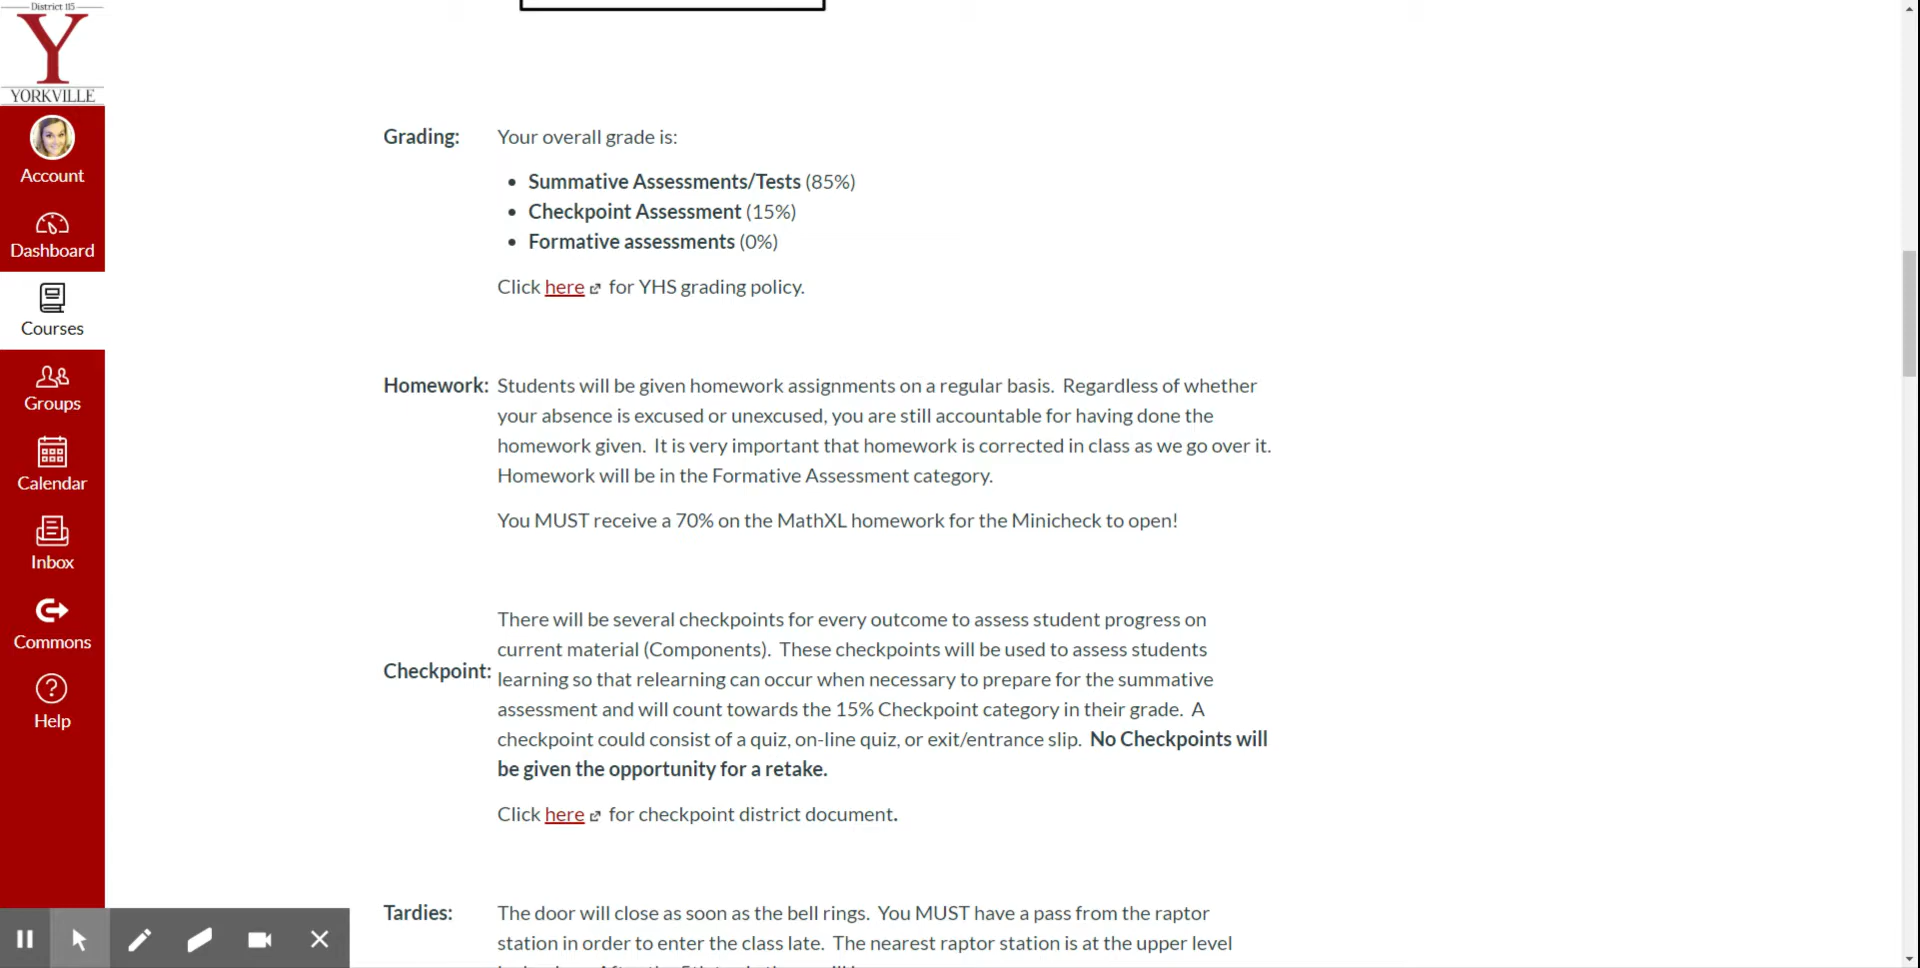 District 115
Y
YORKVILLE
Account
Dashboard
Courses
Groups
Calendar
Inbox
Commons
Help
Grading: Your overall grade is:
• Summative Assessments/Tests (85%)
• Checkpoint Assessment (15%)
• Formative assessments (0%)
Click here for YHS grading policy.
Homework: Students will be given homework assignments on a regular basis. Regardless of whether
your absence is excused or unexcused, you are still accountable for having done the
homework given. It is very important that homework is corrected in class as we go over it.
Homework will be in the Formative Assessment category.
You MUST receive a 70% on the MathXL homework for the Minicheck to open!
Checkpoint:
There will be several checkpoints for every outcome to assess student progress on
current material (Components). These checkpoints will be used to assess students
learning so that relearning can occur when necessary to prepare for the summative
assessment and will count towards the 15% Checkpoint category in their grade. A
checkpoint could consist of a quiz, on-line quiz, or exit/entrance slip. No Checkpoints will
be given the opportunity for a retake.
Click here for checkpoint district document.
Tardies: The door will close as soon as the bell rings. You MUST have a pass from the raptor
station in order to enter the class late. The nearest raptor station is at the upper level